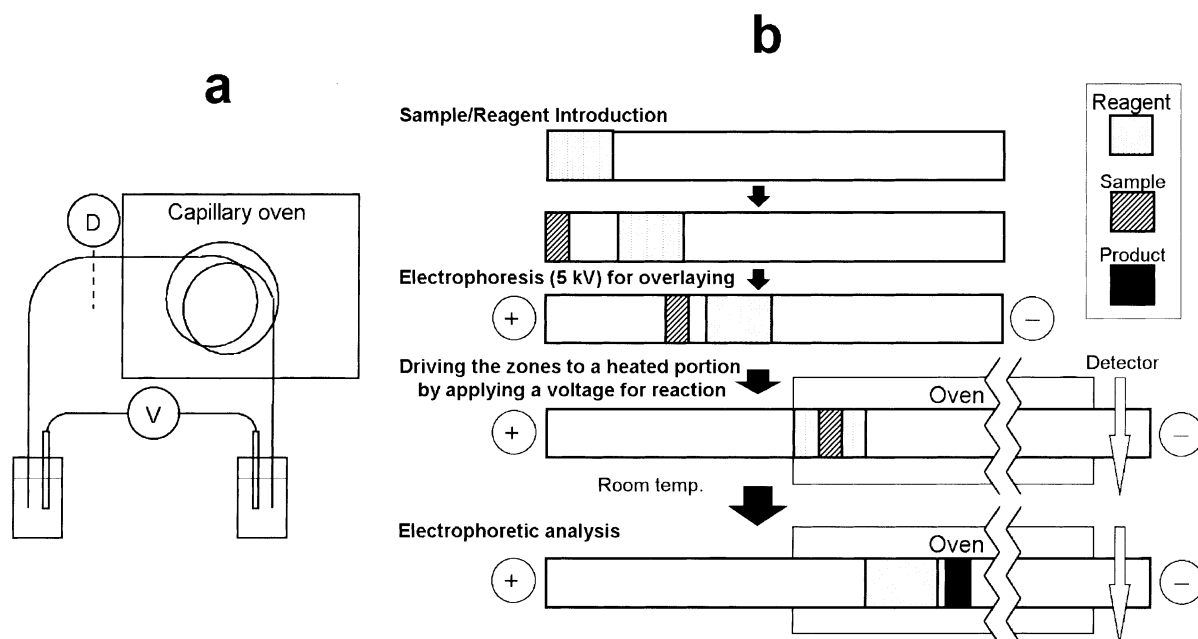 a
D
Capillary oven
V
b
Sample/Reagent Introduction
Electrophoresis (5 kV) for overlaying
+
−
Driving the zones to a heated portion
by applying a voltage for reaction
Oven
Detector
+
−
Room temp.
Electrophoretic analysis
Oven
+
−
Reagent
Sample
Product